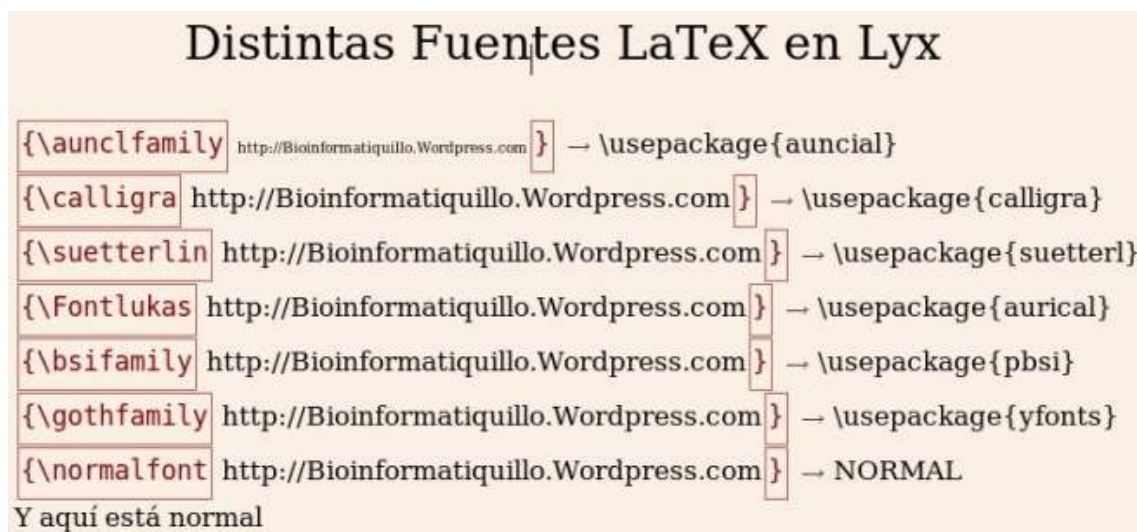 Distintas Fuentes LaTeX en Lyx
{\aunclfamily http://Bioinformatiquillo.Wordpress.com } → \usepackage{auncial}
{\calligra http://Bioinformatiquillo.Wordpress.com } → \usepackage{calligra}
{\suetterlin http://Bioinformatiquillo.Wordpress.com } → \usepackage{suetterl}
{\Fontlukas http://Bioinformatiquillo.Wordpress.com } → \usepackage{aurical}
{\bsifamily http://Bioinformatiquillo.Wordpress.com } → \usepackage{pbsi}
{\gothfamily http://Bioinformatiquillo.Wordpress.com } → \usepackage{yfonts}
{\normalfont http://Bioinformatiquillo.Wordpress.com } → NORMAL
Y aquí está normal